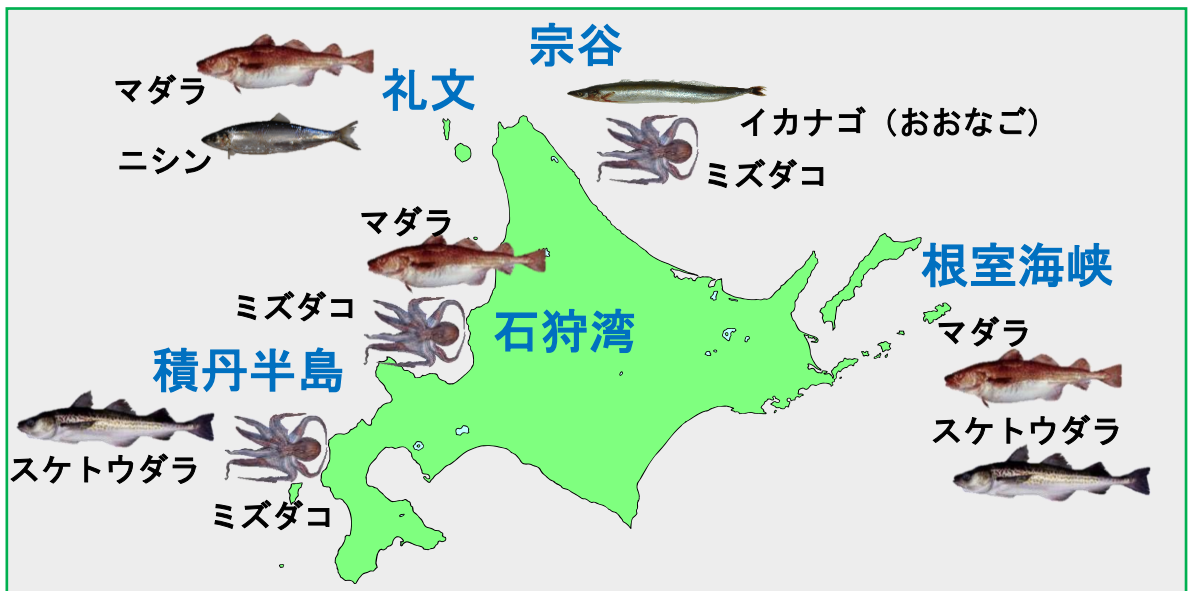 宗谷
礼文
マダラ
ニシン
イカナゴ（おおなご）
ミズダコ
マダラ
ミズダコ
石狩湾
根室海峡
マダラ
スケトウダラ
積丹半島
スケトウダラ
ミズダコ